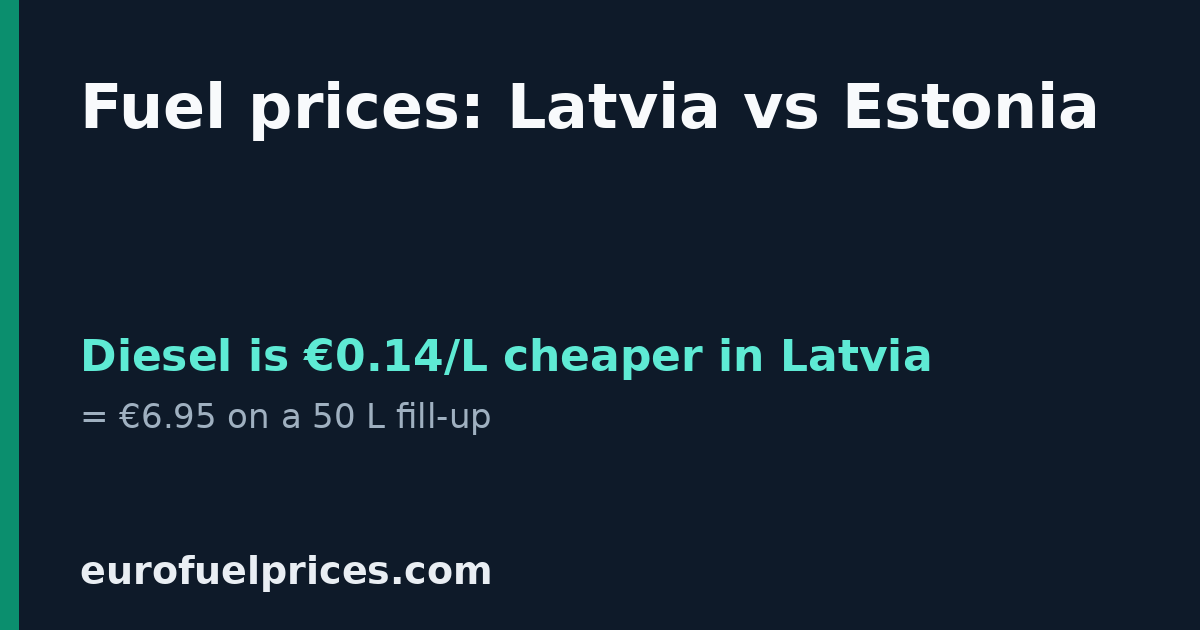 Fuel prices: Latvia vs Estonia
Diesel is €0.14/L cheaper in Latvia
= €6.95 on a 50 L fill-up
eurofuelprices.com